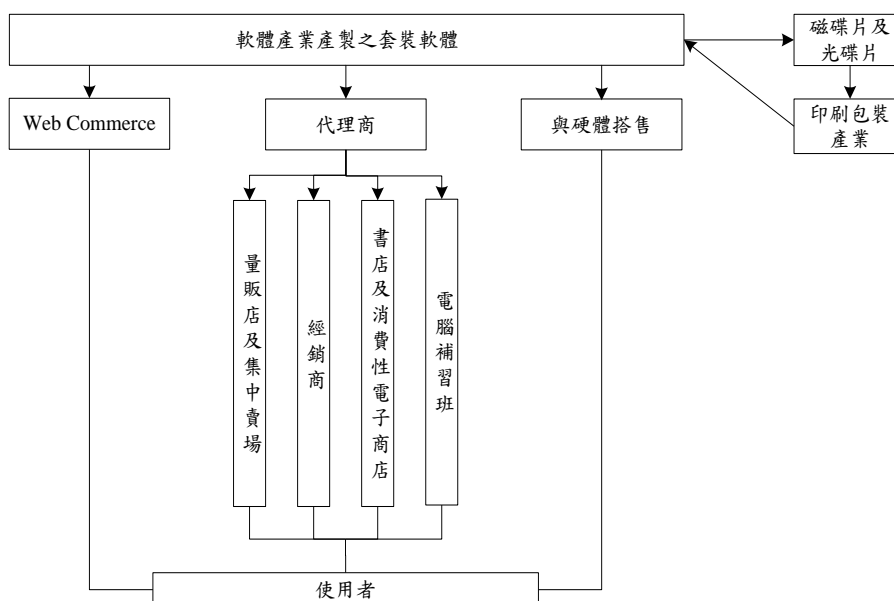 軟體產業產製之套裝軟體
磁碟片及
光碟片
Web Commerce
代理商
與硬體搭售
印刷包裝
產業
量販店及集中賣場
經銷商
書店及消費性電子商店
電腦補習班
使用者